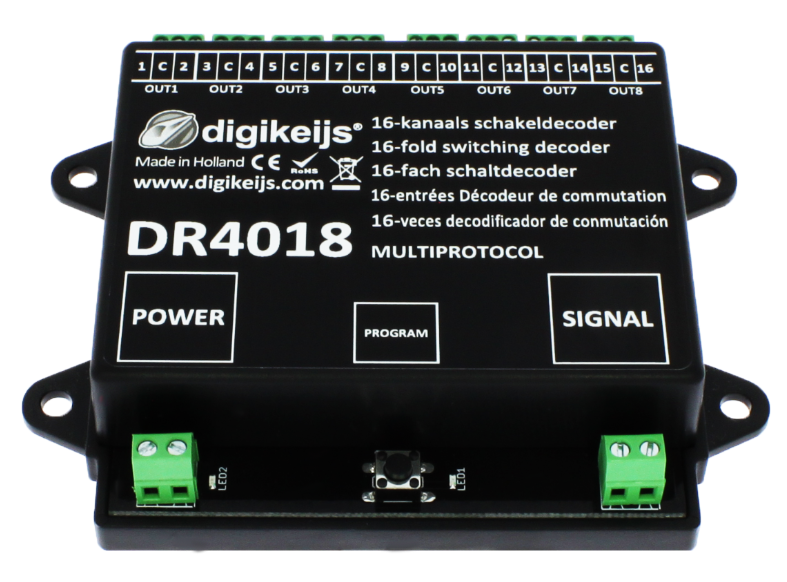 1 C 2 3 C 4 5 C 6 7 C 8 9 C 10 11 C 12 13 C 14 15 C 16
OUT1 OUT2 OUT3 OUT4 OUT5 OUT6 OUT7 OUT8
digikeijs®
Made in Holland CE RoHS
www.digikeijs.com
16-kanaals schakeldecoder
16-fold switching decoder
16-fach schaltdecoder
16-entrées Décodeur de commutation
16-veces decodificador de conmutación
DR4018 MULTIPROTOCOL
POWER
PROGRAM
SIGNAL
LED2
LED1